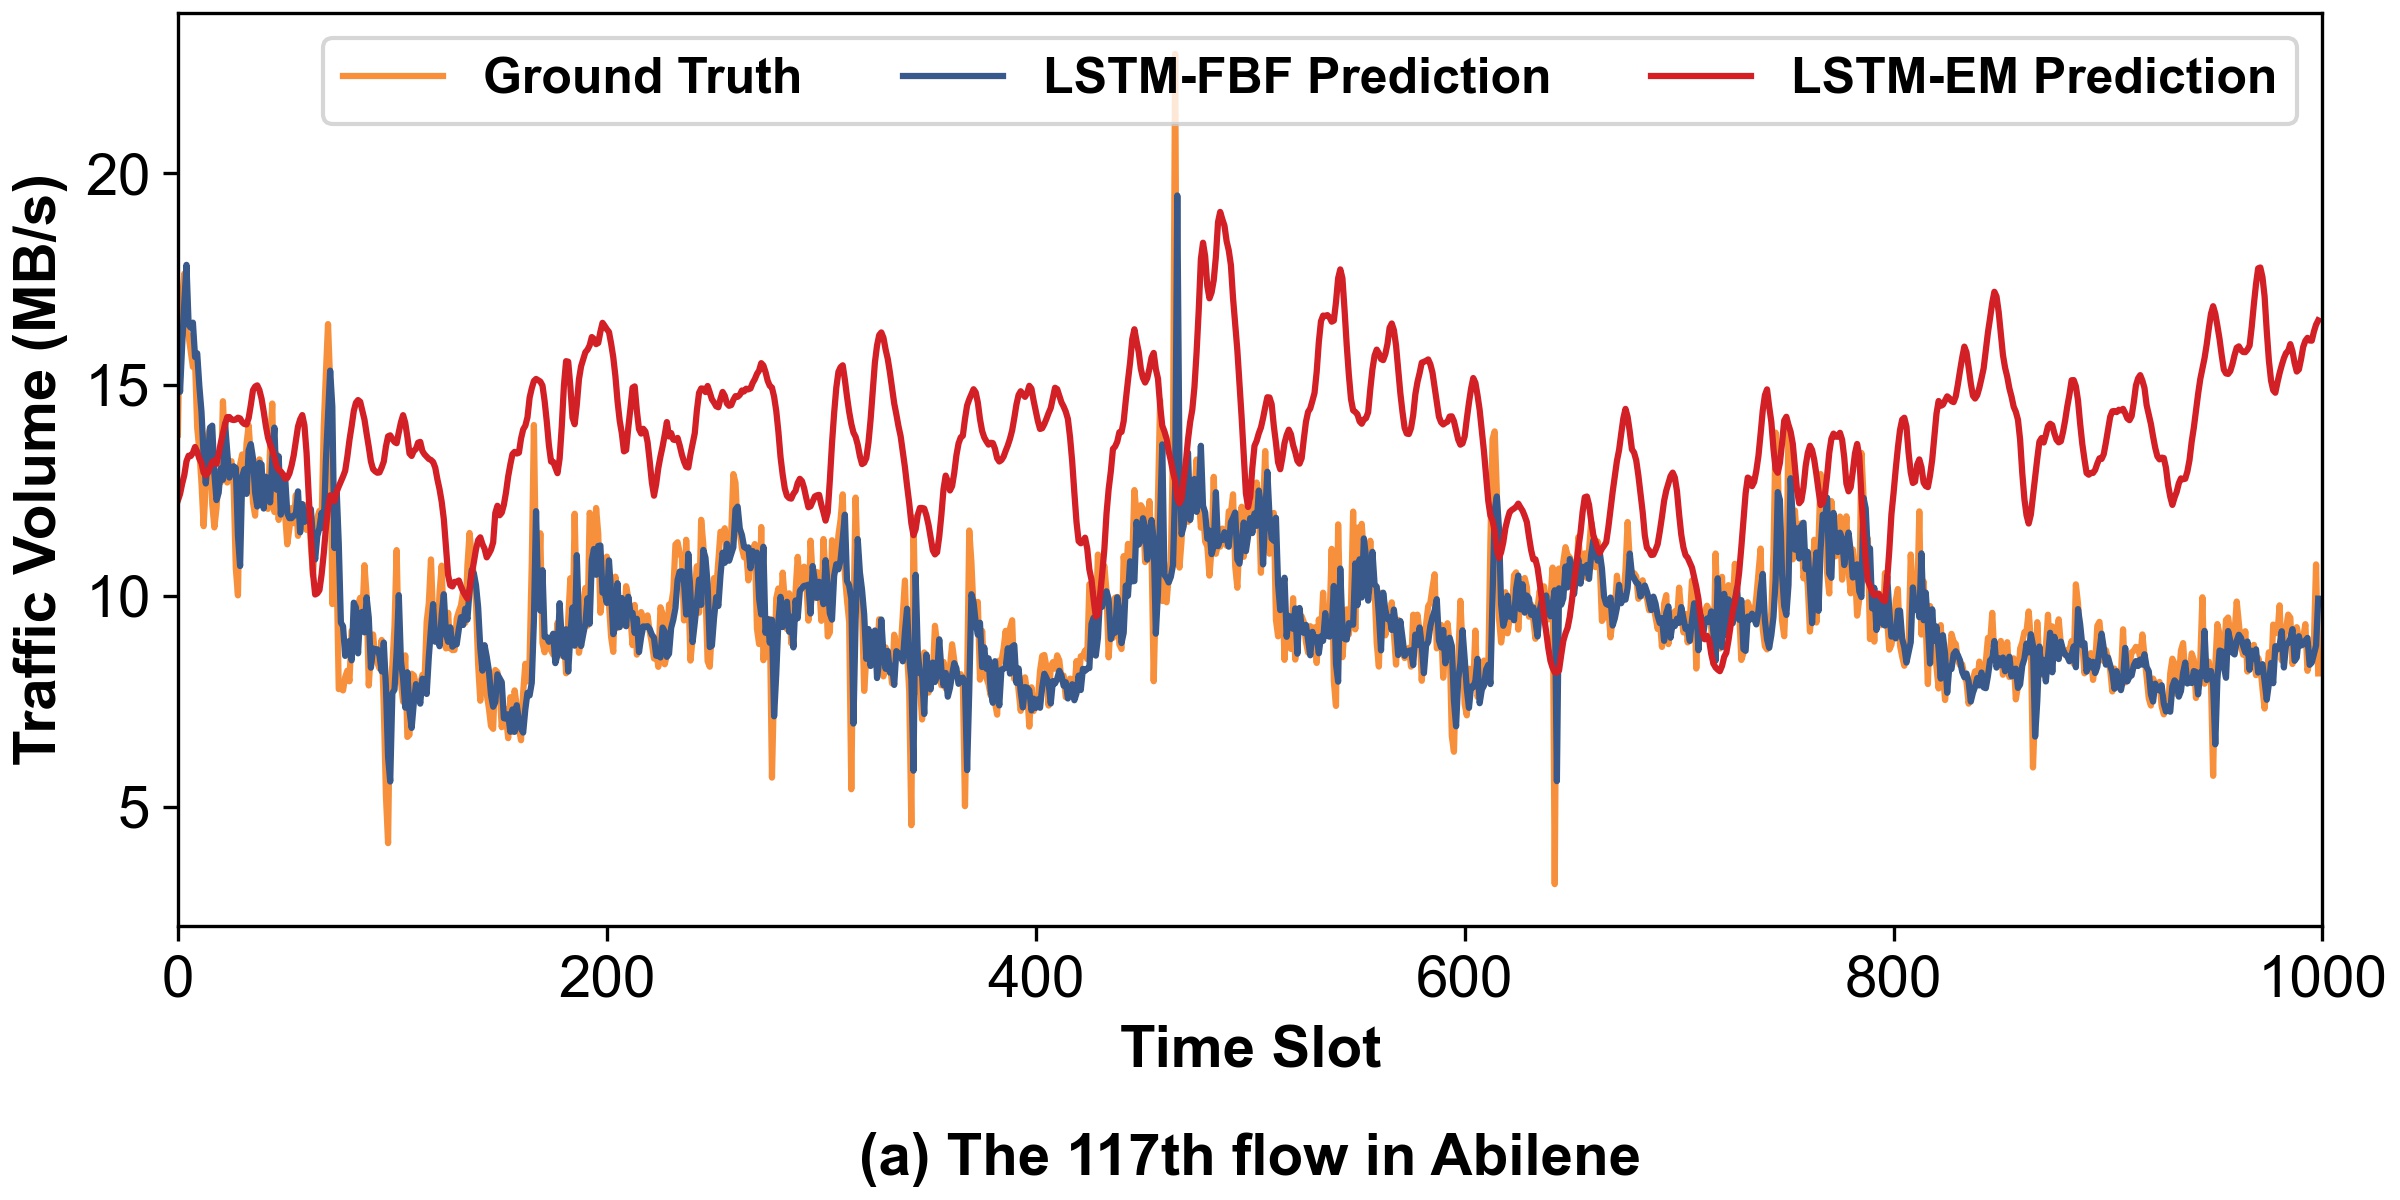 Ground Truth LSTM-FBF Prediction LSTM-EM Prediction
Traffic Volume (MB/s)
20
15
10
5
0 200 400 600 800 1000
Time Slot
(a) The 117th flow in Abilene